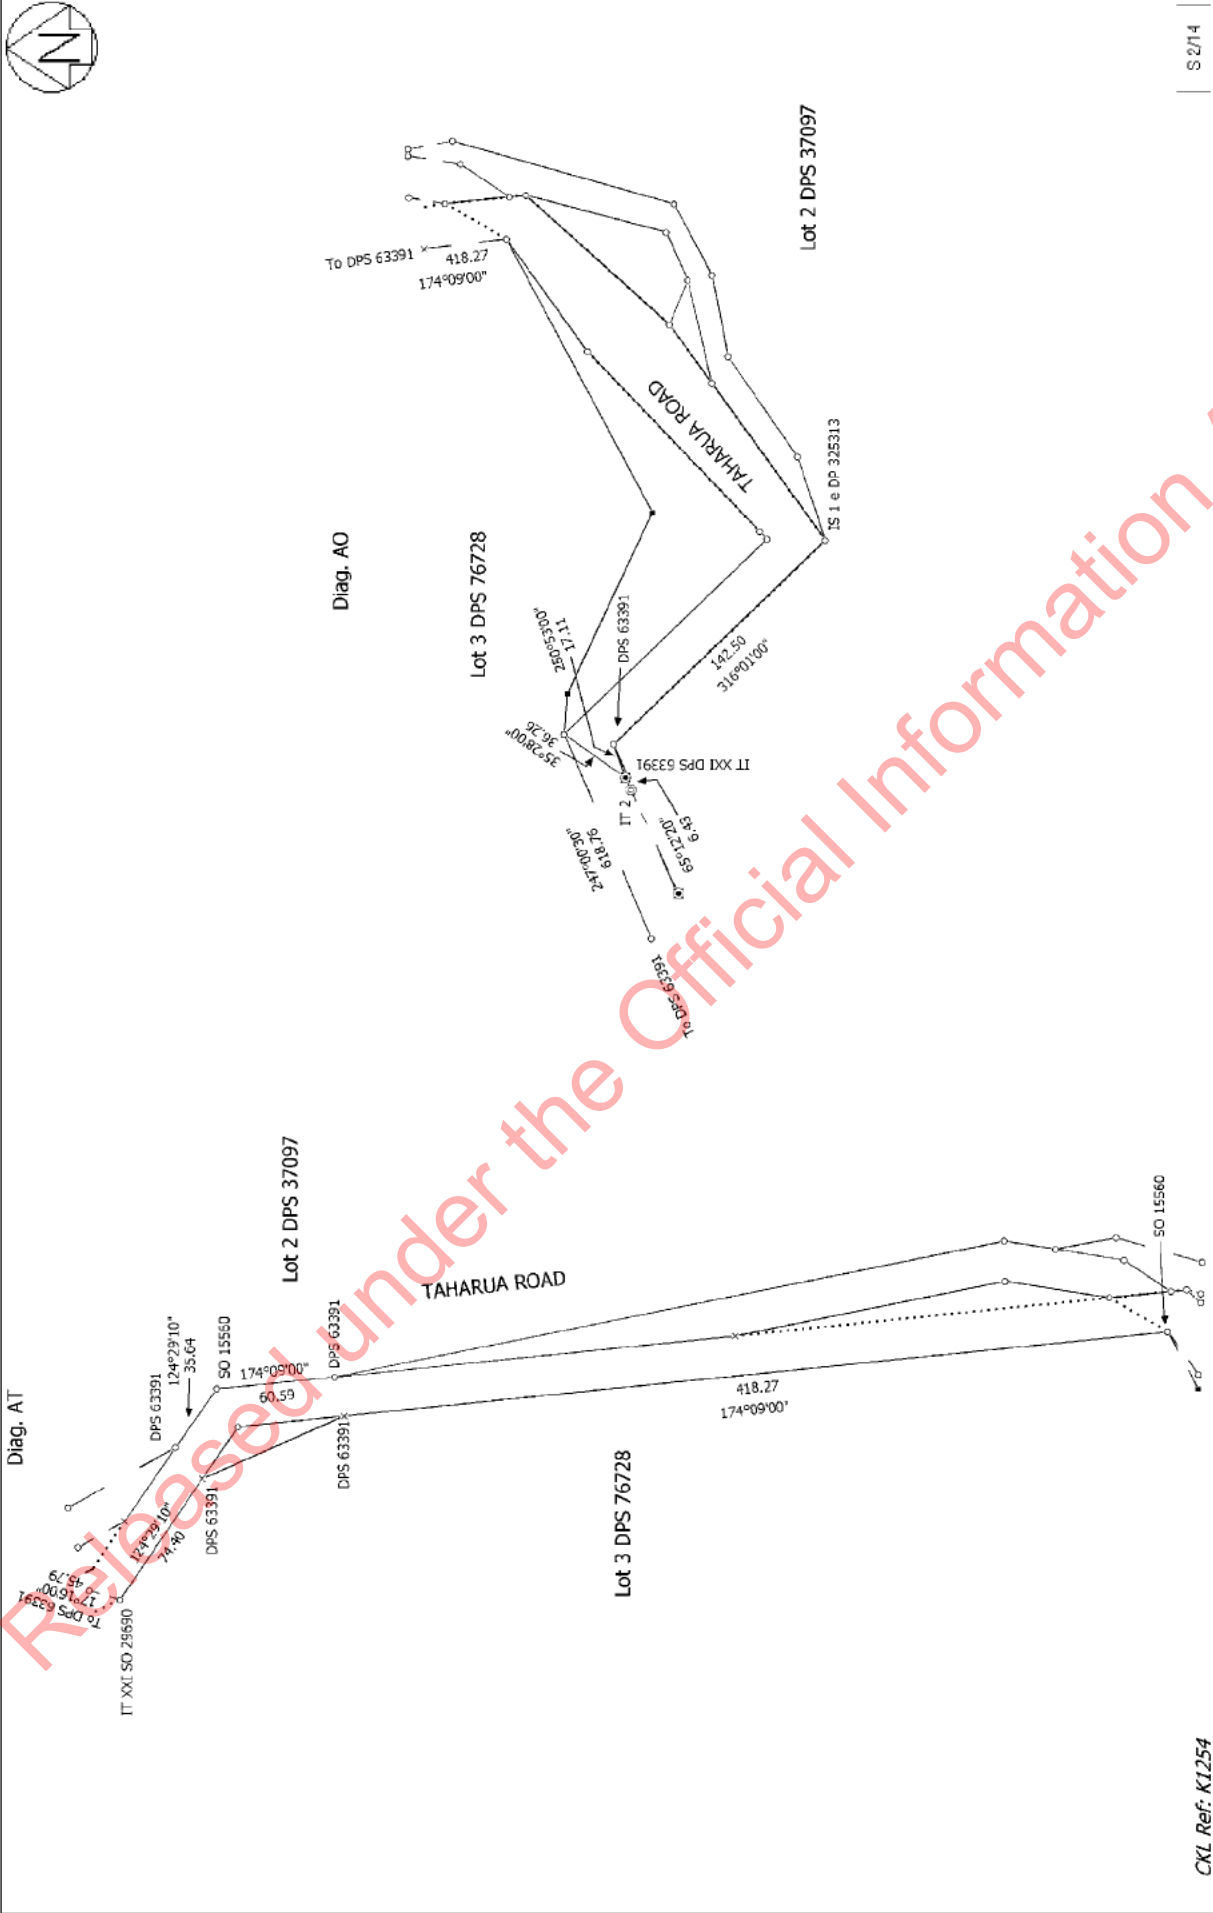 N
Diag. AT
To DPS 63391
17°16'00"
45.79
IT XXI SO 29690
124°29'10"
74.40
DPS 63391
DPS 63391
124°29'10"
35.64
SO 15560
174°09'00"
60.59
DPS 63391
DPS 63391
Lot 2 DPS 37097
TAHARUA ROAD
418.27
174°09'00"
Lot 3 DPS 76728
SO 15560
Diag. AO
To DPS 63391
418.27
174°09'00"
Lot 2 DPS 37097
Lot 3 DPS 76728
TAHARUA ROAD
IS 1 e DP 325313
142.50
316°01'00"
250°53'00"
17.11
DPS 63391
35°28'00"
36.26
IT XXI DPS 63391
IT 2
65°12'20"
6.43
247°00'30"
618.76
To DPS 63391
S 2/14
CKL Ref: K1254
Released under the Official Information